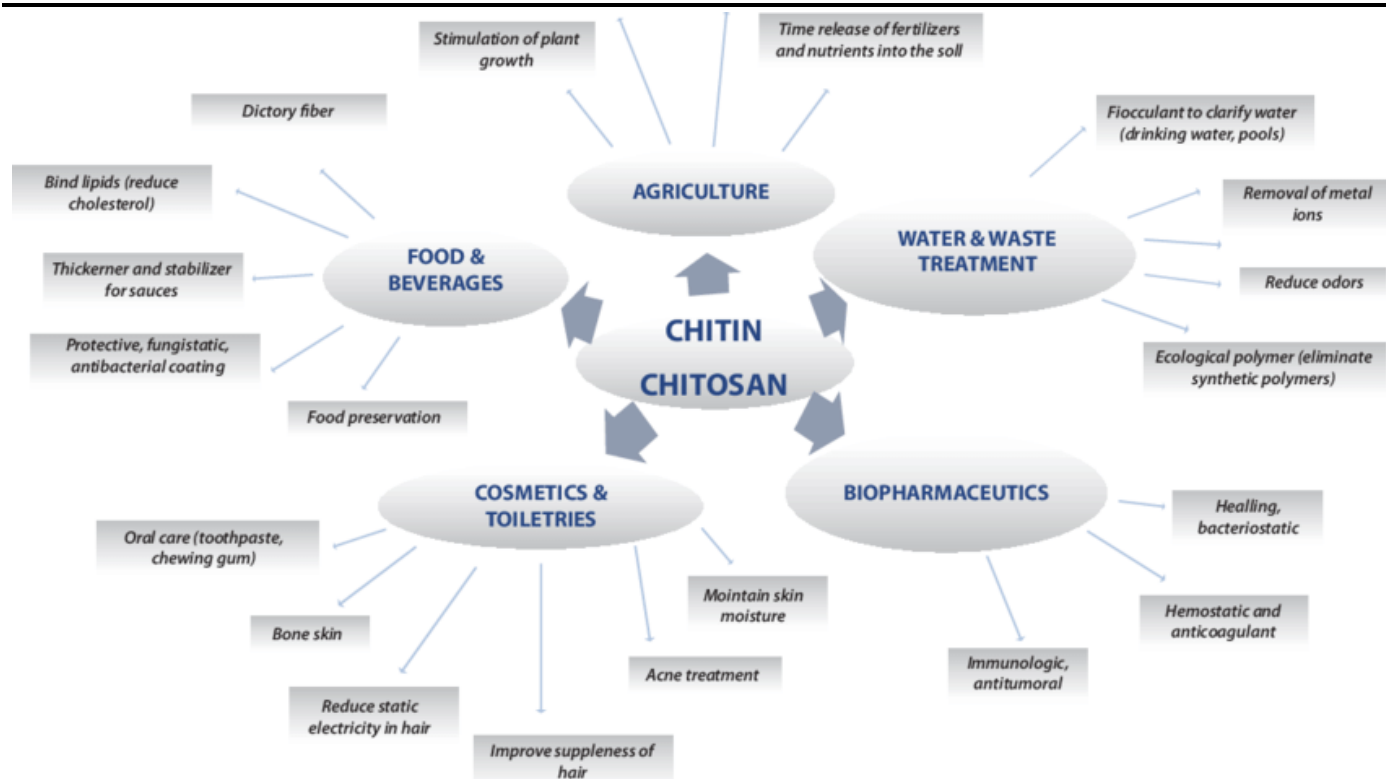 Stimulation of plant
growth
Time release of fertilizers
and nutrients into the soll
Dictory fiber
Fiocculant to clarify water
(drinking water, pools)
Bind lipids (reduce
cholesterol)
AGRICULTURE
Removal of metal
ions
FOOD &
BEVERAGES
WATER & WASTE
TREATMENT
Thickerner and stabilizer
for sauces
Reduce odors
CHITIN
CHITOSAN
Protective, fungistatic,
antibacterial coating
Ecological polymer (eliminate
synthetic polymers)
Food preservation
COSMETICS &
TOILETRIES
BIOPHARMACEUTICS
Oral care (toothpaste,
chewing gum)
Healling,
bacteriostatic
Mointain skin
moisture
Hemostatic and
anticoagulant
Bone skin
Acne treatment
Immunologic,
antitumoral
Reduce static
electricity in hair
Improve suppleness of
hair